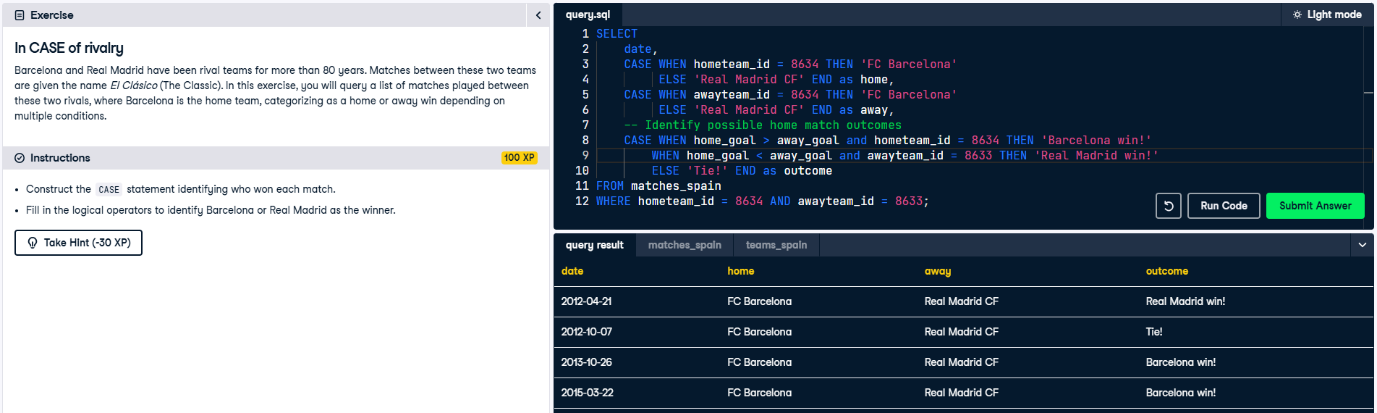 Exercise
In CASE of rivalry
Barcelona and Real Madrid have been rival teams for more than 80 years. Matches between these two teams
are given the name El Clásico (The Classic). In this exercise, you will query a list of matches played between
these two rivals, where Barcelona is the home team, categorizing as a home or away win depending on
multiple conditions.
Instructions
100 XP
• Construct the CASE statement identifying who won each match.
• Fill in the logical operators to identify Barcelona or Real Madrid as the winner.
Take Hint (-30 XP)
query.sql
Light mode
1 SELECT
2 date,
3 CASE WHEN hometeam_id = 8634 THEN 'FC Barcelona'
4 ELSE 'Real Madrid CF' END as home,
5 CASE WHEN awayteam_id = 8634 THEN 'FC Barcelona'
6 ELSE 'Real Madrid CF' END as away,
7 -- Identify possible home match outcomes
8 CASE WHEN home_goal > away_goal and hometeam_id = 8634 THEN 'Barcelona win!'
9 WHEN home_goal < away_goal and awayteam_id = 8633 THEN 'Real Madrid win!'
10 ELSE 'Tie!' END as outcome
11 FROM matches_spain
12 WHERE hometeam_id = 8634 AND awayteam_id = 8633;
Run Code
Submit Answer
query result matches_spain teams_spain
date home away outcome
2012-04-21 FC Barcelona Real Madrid CF Real Madrid win!
2012-10-07 FC Barcelona Real Madrid CF Tie!
2013-10-26 FC Barcelona Real Madrid CF Barcelona win!
2015-03-22 FC Barcelona Real Madrid CF Barcelona win!